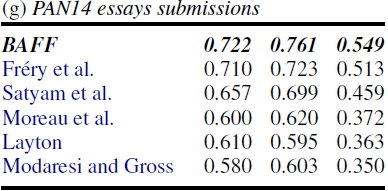 (g) PAN14 essays submissions
BAFF 0.722 0.761 0.549
Fréry et al. 0.710 0.723 0.513
Satyam et al. 0.657 0.699 0.459
Moreau et al. 0.600 0.620 0.372
Layton 0.610 0.595 0.363
Modaresi and Gross 0.580 0.603 0.350